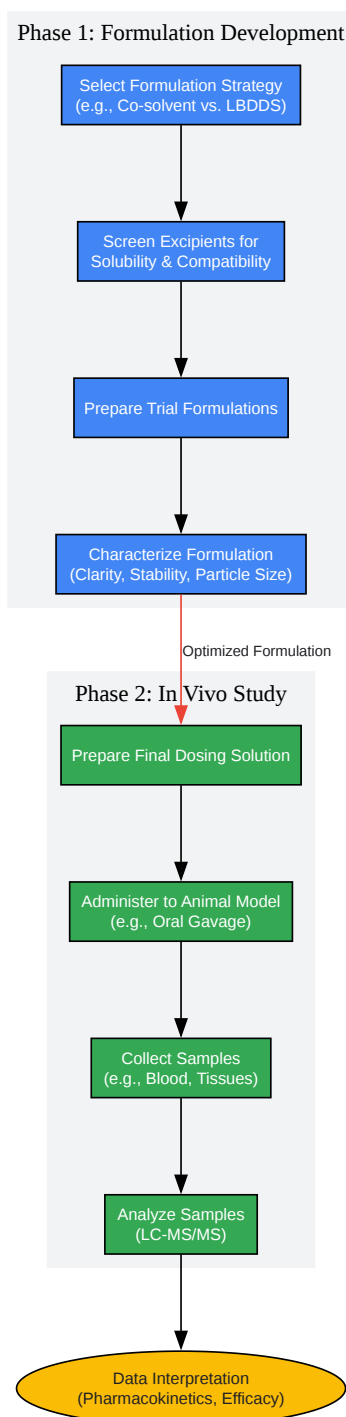 Phase 1: Formulation Development
Select Formulation Strategy
(e.g., Co-solvent vs. LBDDS)
Screen Excipients for
Solubility & Compatibility
Prepare Trial Formulations
Characterize Formulation
(Clarity, Stability, Particle Size)
Optimized Formulation
Phase 2: In Vivo Study
Prepare Final Dosing Solution
Administer to Animal Model
(e.g., Oral Gavage)
Collect Samples
(e.g., Blood, Tissues)
Analyze Samples
(LC-MS/MS)
Data Interpretation
(Pharmacokinetics, Efficacy)